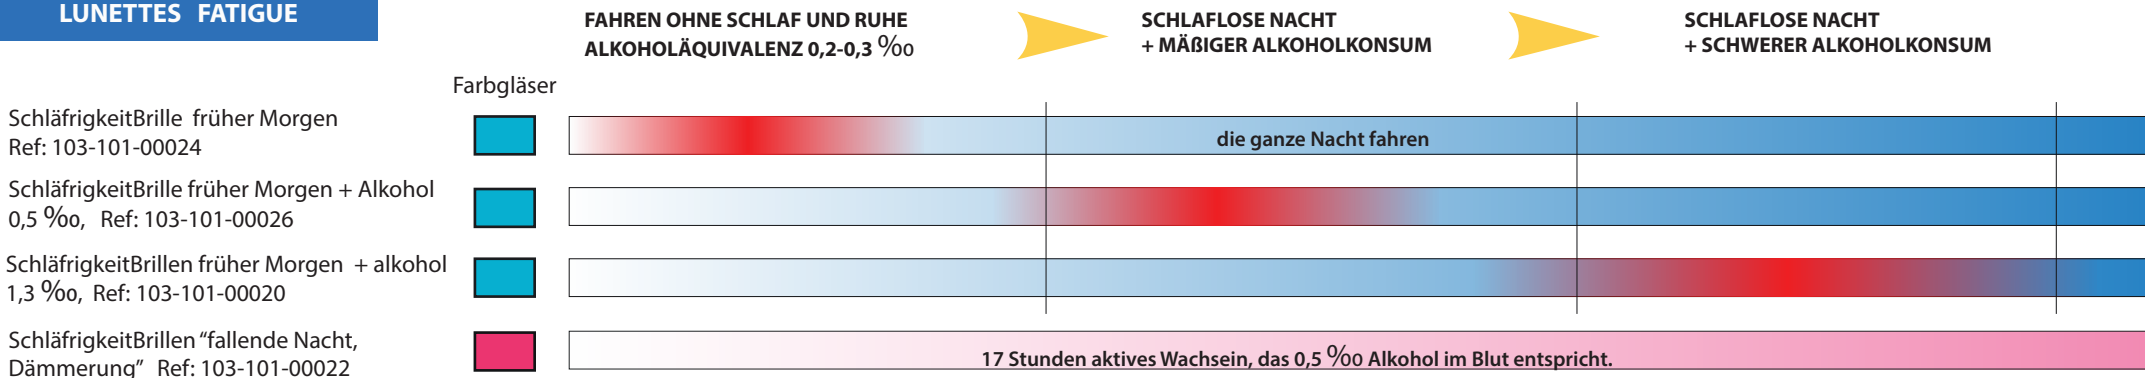 LUNETTES FATIGUE
FAHREN OHNE SCHLAF UND RUHE
ALKOHOLÄQUIVALENZ 0,2-0,3 ‰
SCHLAFLOSE NACHT
+ MÄßIGER ALKOHOLKONSUM
SCHLAFLOSE NACHT
+ SCHWERER ALKOHOLKONSUM
Farbgläser
SchläfrigkeitBrille früher Morgen
Ref: 103-101-00024
die ganze Nacht fahren
SchläfrigkeitBrille früher Morgen + Alkohol
0,5 ‰, Ref: 103-101-00026
SchläfrigkeitBrillen früher Morgen + alkohol
1,3 ‰, Ref: 103-101-00020
SchläfrigkeitBrillen “fallende Nacht,
Dämmerung” Ref: 103-101-00022
17 Stunden aktives Wachsein, das 0,5 ‰ Alkohol im Blut entspricht.